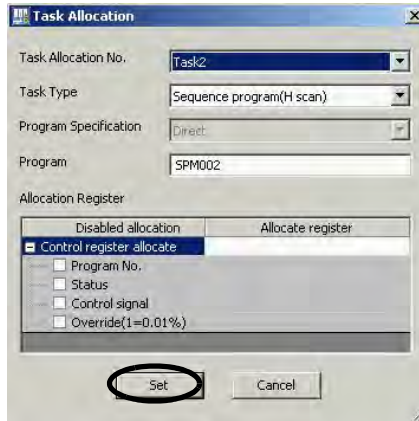 Task Allocation
Task Allocation No. Task2
Task Type Sequence program(H scan)
Program Specification Direct
Program SPM002
Allocation Register
Disabled allocation Allocate register
Control register allocate
Program No.
Status
Control signal
Override(1=0.01%)
Set Cancel